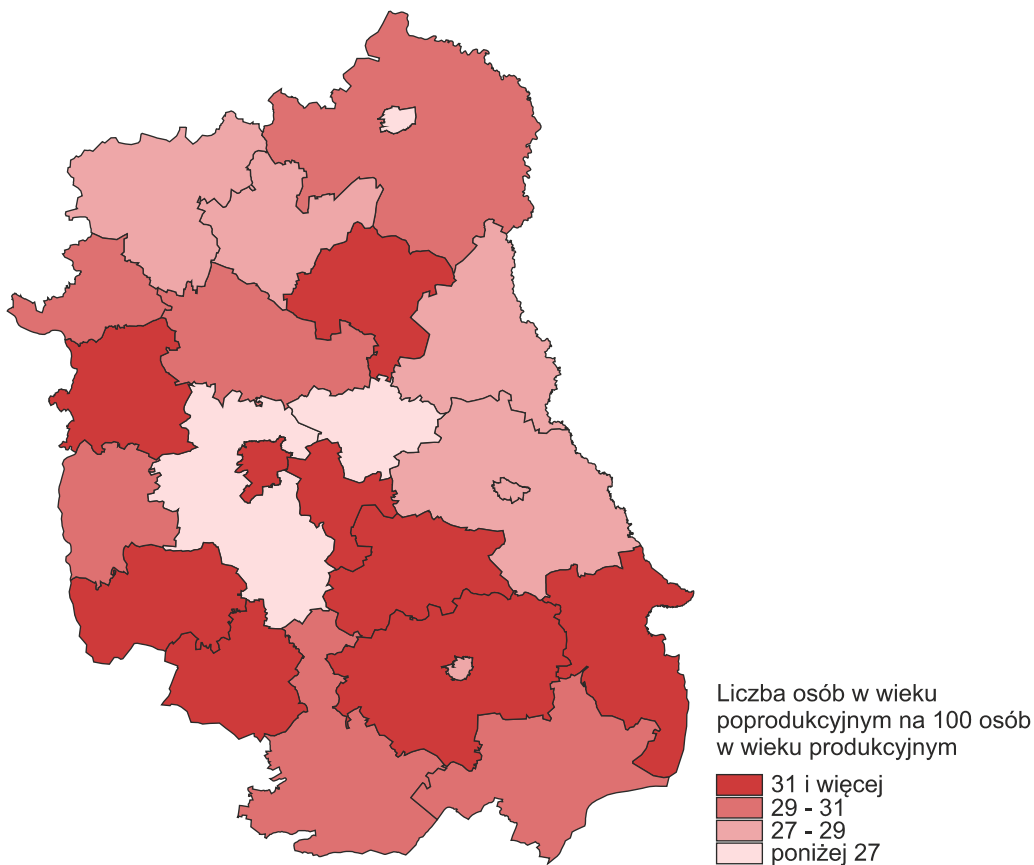 Liczba osób w wieku
poprodukcyjnym na 100 osób
w wieku produkcyjnym
31 i więcej
29 - 31
27 - 29
poniżej 27